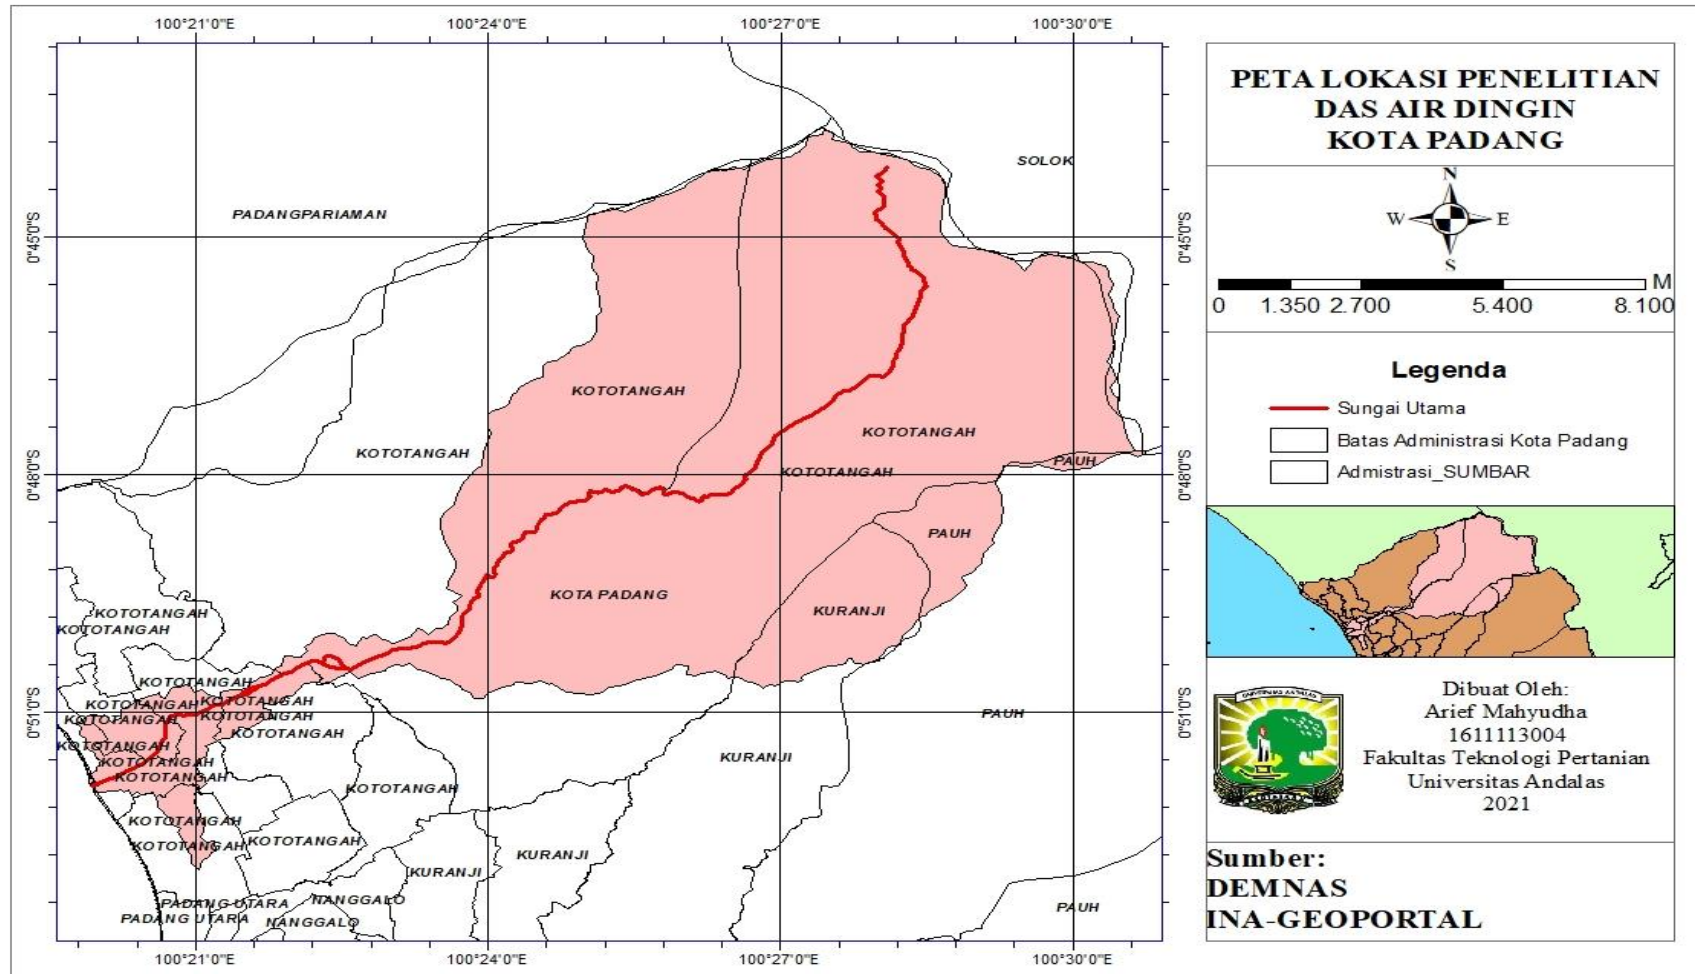 100°21'0"E
100°24'0"E
100°27'0"E
100°30'0"E
SOLOK
PADANGPARIAMAN
0°45'0"S
0°45'0"S
KOTOTANGAH
KOTOTANGAH
KOTOTANGAH
PAUH
KOTOTANGAH
0°48'0"S
0°48'0"S
PAUH
KOTA PADANG
KURANJI
KOTOTANGAH
KOTOTANGAH
KOTOTANGAH
KOTOTANGAH
KOTOTANGAH
KOTOTANGAH
KOTOTANGAH
KOTOTANGAH
PAUH
0°51'0"S
0°51'0"S
KOTOTANGAH
KOTOTANGAH
KURANJI
KOTOTANGAH
KOTOTANGAH
KOTOTANGAH
KOTOTANGAH
KOTOTANGAH
KURANJI
KURANJI
PADANG UTARA
NANGGALO
PADANG UTARA
NANGGALO
PAUH
100°21'0"E
100°24'0"E
100°27'0"E
100°30'0"E
PETA LOKASI PENELITIAN
DAS AIR DINGIN
KOTA PADANG
N
W
E
S
M
0 1.350 2.700 5.400 8.100
Legenda
Sungai Utama
Batas Administrasi Kota Padang
Admistrasi_SUMBAR
UNIVERSITAS ANDALAS
Dibuat Oleh:
Arief Mahyudha
1611113004
Fakultas Teknologi Pertanian
Universitas Andalas
2021
Sumber:
DEMNAS
INA-GEOPORTAL